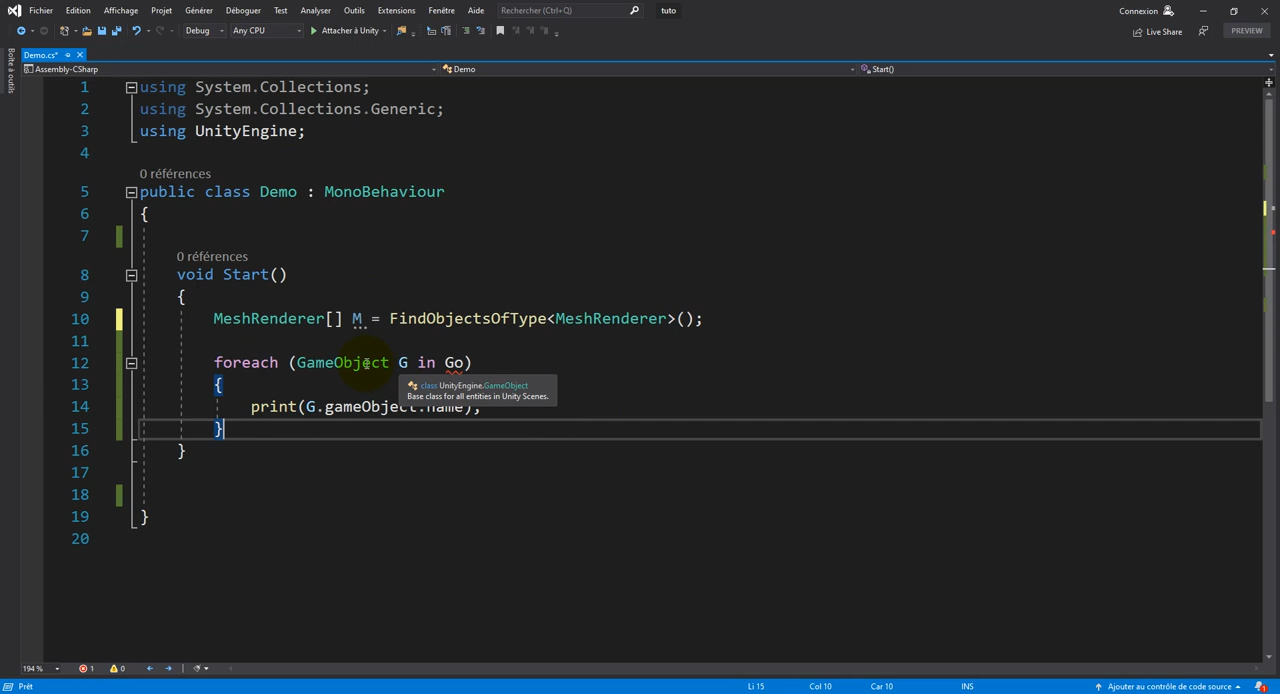 Fichier Edition Affichage Projet Générer Déboguer Test Analyser Outils Extensions Fenêtre Aide Rechercher (Ctrl+Q) tuto Connexion
Debug Any CPU Attacher à Unity Live Share PREVIEW
Boîte à outils
Demo.cs*
Assembly-CSharp Demo Start()
1 using System.Collections;
2 using System.Collections.Generic;
3 using UnityEngine;
4
0 références
5 public class Demo : MonoBehaviour
6 {
7
0 références
8 void Start()
9 {
10 MeshRenderer[] M = FindObjectsOfType<MeshRenderer>();
11
12 foreach (GameObject G in Go)
class UnityEngine.GameObject
Base class for all entities in Unity Scenes.
13 {
14 print(G.gameObject.name);
15 }
16 }
17
18
19 }
20
194 % 1 0
Prêt Li 15 Col 10 Car 10 INS Ajouter au contrôle de code source 1